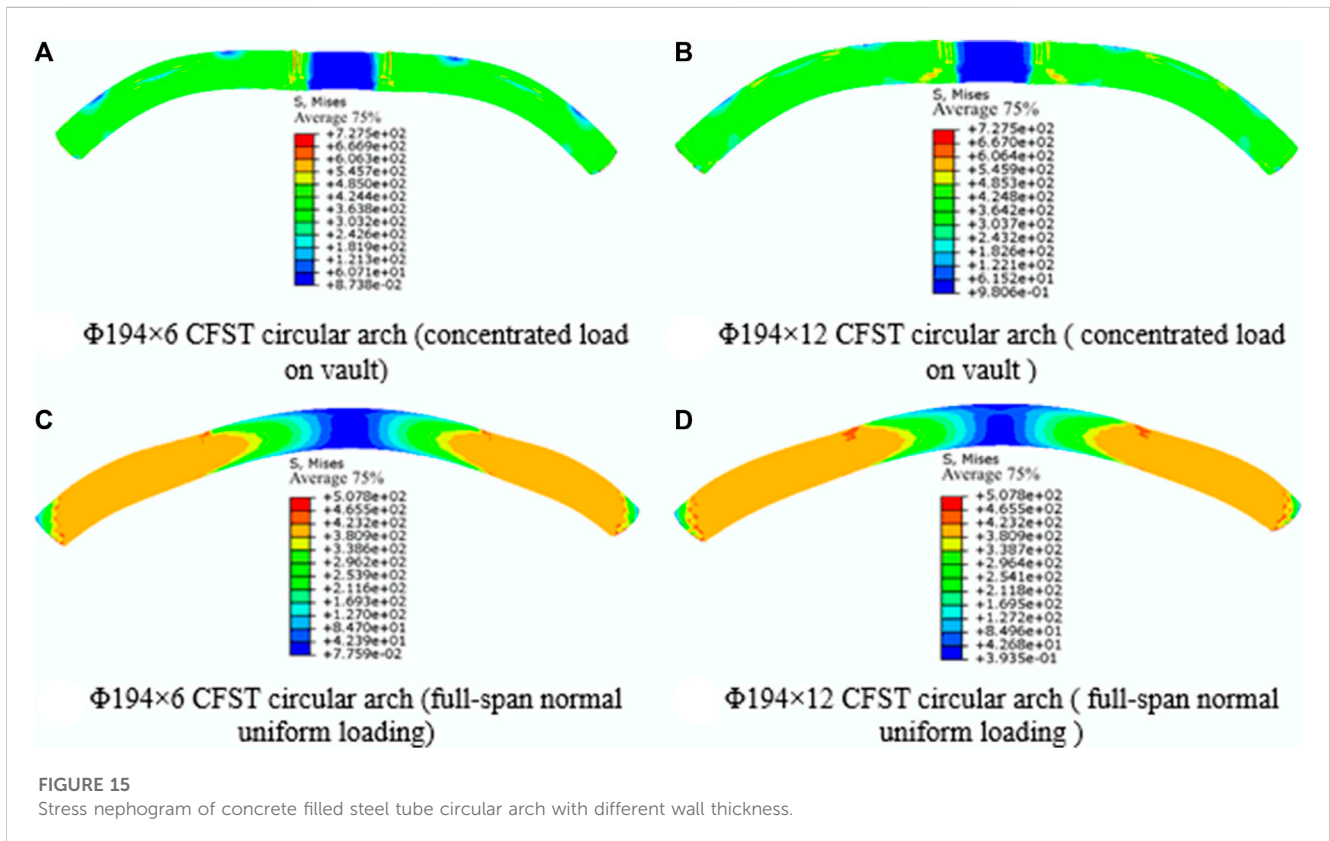 A
S, Mises
Average 75%
+7.275e+02
+6.669e+02
+6.063e+02
+5.457e+02
+4.850e+02
+4.244e+02
+3.638e+02
+3.032e+02
+2.426e+02
+1.819e+02
+1.213e+02
+6.071e+01
+8.738e-02
Φ194×6 CFST circular arch (concentrated load
on vault)
B
S, Mises
Average 75%
+7.275e+02
+6.670e+02
+6.064e+02
+5.459e+02
+4.853e+02
+4.248e+02
+3.642e+02
+3.037e+02
+2.432e+02
+1.826e+02
+1.221e+02
+6.152e+01
+9.806e-01
Φ194×12 CFST circular arch ( concentrated load
on vault )
C
S, Mises
Average 75%
+5.078e+02
+4.655e+02
+4.232e+02
+3.809e+02
+3.386e+02
+2.962e+02
+2.539e+02
+2.116e+02
+1.693e+02
+1.270e+02
+8.470e+01
+4.239e+01
+7.759e-02
Φ194×6 CFST circular arch (full-span normal
uniform loading)
D
S, Mises
Average 75%
+5.078e+02
+4.655e+02
+4.232e+02
+3.809e+02
+3.387e+02
+2.964e+02
+2.541e+02
+2.118e+02
+1.695e+02
+1.272e+02
+8.496e+01
+4.268e+01
+3.935e-01
Φ194×12 CFST circular arch ( full-span normal
uniform loading )
FIGURE 15
Stress nephogram of concrete filled steel tube circular arch with different wall thickness.